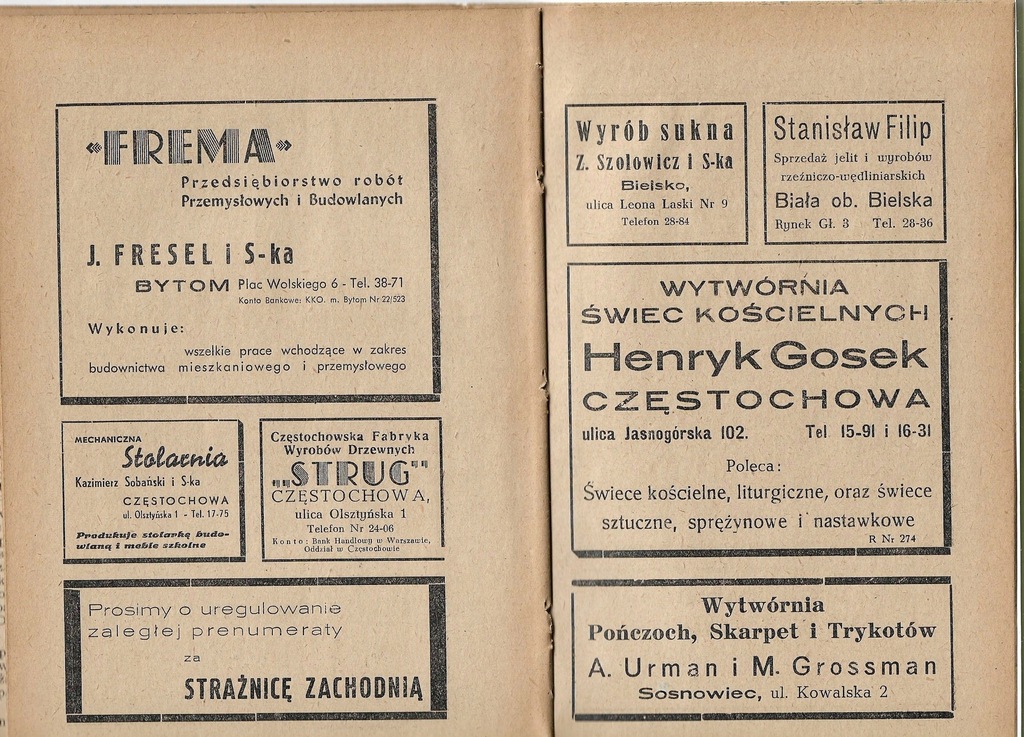 «FREMA»
Przedsiębiorstwo robót
Przemysłowych i Budowlanych
J. FRESEL i S-ka
BYTOM Plac Wolskiego 6 - Tel. 38-71
Konto Bankowe: KKO. m. Bytom Nr 22/523
Wykonuje:
wszelkie prace wchodzące w zakres
budownictwa mieszkaniowego i przemysłowego
MECHANICZNA
Stolarnia
Kazimierz Sobański i S-ka
CZĘSTOCHOWA
ul. Olsztyńska 1 - Tel. 17-75
Produkuje stolarkę budo-
wlaną i meble szkolne
Częstochowska Fabryka
Wyrobów Drzewnych
„STRUG"
CZĘSTOCHOWA,
ulica Olsztyńska 1
Telefon Nr 24-06
Konto: Bank Handlowy w Warszawie,
Oddział w Częstochowie
Prosimy o uregulowanie
zaległej prenumeraty
za
STRAŻNICĘ ZACHODNIĄ
Wyrób sukna
Z. Szolowicz i S-ka
Bielsko,
ulica Leona Laski Nr 9
Telefon 28-84
Stanisław Filip
Sprzedaż jelit i wyrobów
rzeźniczo-wędliniarskich
Biała ob. Bielska
Rynek Gł. 3 Tel. 28-36
WYTWÓRNIA
ŚWIEC KOŚCIELNYCH
Henryk Gosek
CZĘSTOCHOWA
ulica Jasnogórska 102. Tel 15-91 i 16-31
Polęca:
Świece kościelne, liturgiczne, oraz świece
sztuczne, sprężynowe i nastawkowe
R Nr 274
Wytwórnia
Pończoch, Skarpet i Trykotów
A. Urman i M. Grossman
Sosnowiec, ul. Kowalska 2